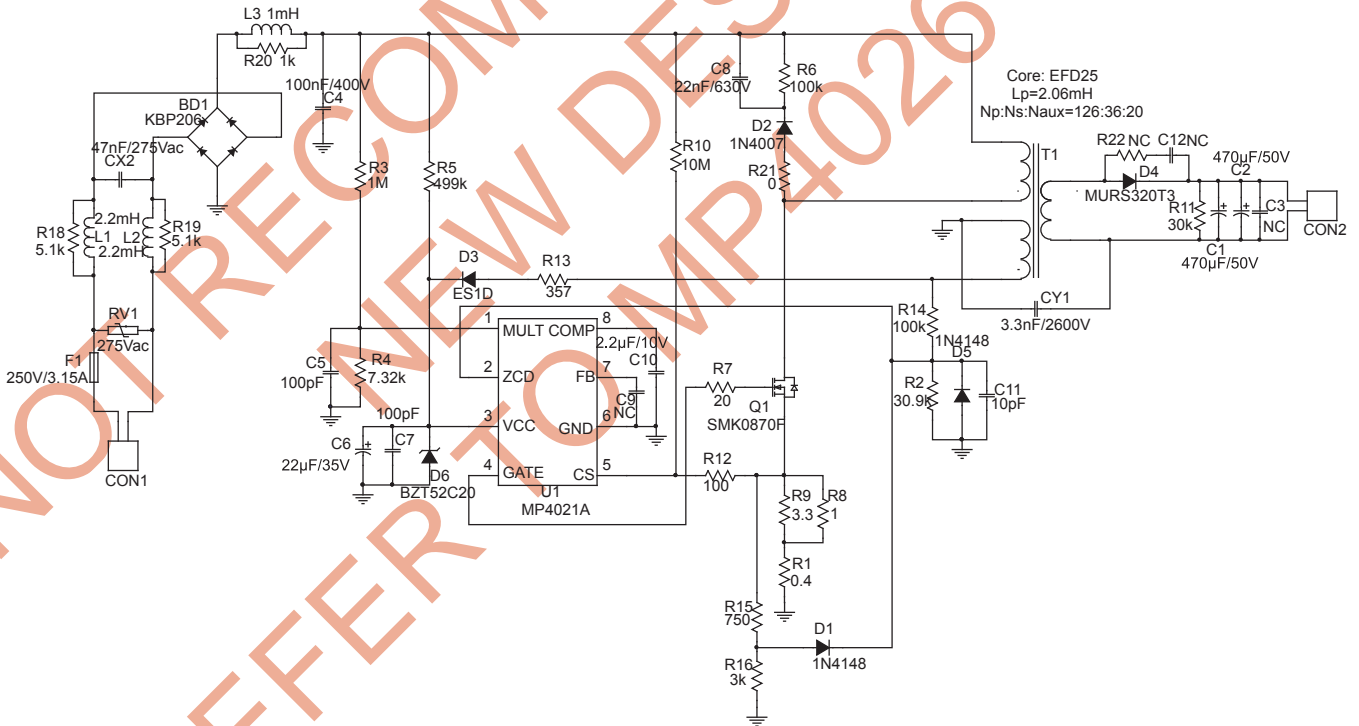 L3 1mH
R20 1k
100nF/400V
C4
BD1
KBP206
47nF/275Vac
CX2
R18
5.1k
2.2mH
L1
L2
2.2mH
R19
5.1k
RV1
275Vac
F1
250V/3.15A
CON1
R3
1M
R5
499k
C8
22nF/630V
R6
100k
D2
1N4007
R21
0
R10
10M
Core: EFD25
Lp=2.06mH
Np:Ns:Naux=126:36:20
T1
R22 NC
C12NC
D4
MURS320T3
470µF/50V
C2
R11
30k
C3
NC
C1
470µF/50V
CON2
CY1
3.3nF/2600V
D3
ES1D
R13
357
R14
100k
1N4148
D5
R2
30.9k
C11
10pF
C5
100pF
R4
7.32k
1
MULT COMP
8
2.2µF/10V
C10
2
ZCD
FB
7
C9
NC
3
VCC
GND
6
4
GATE
CS
5
U1
MP4021A
100pF
C6
C7
22µF/35V
D6
BZT52C20
R7
20
Q1
SMK0870F
R12
100
R9
3.3
R8
1
R1
0.4
R15
750
D1
1N4148
R16
3k
NOT RECOM
NEW DES
REFER TO MP4026